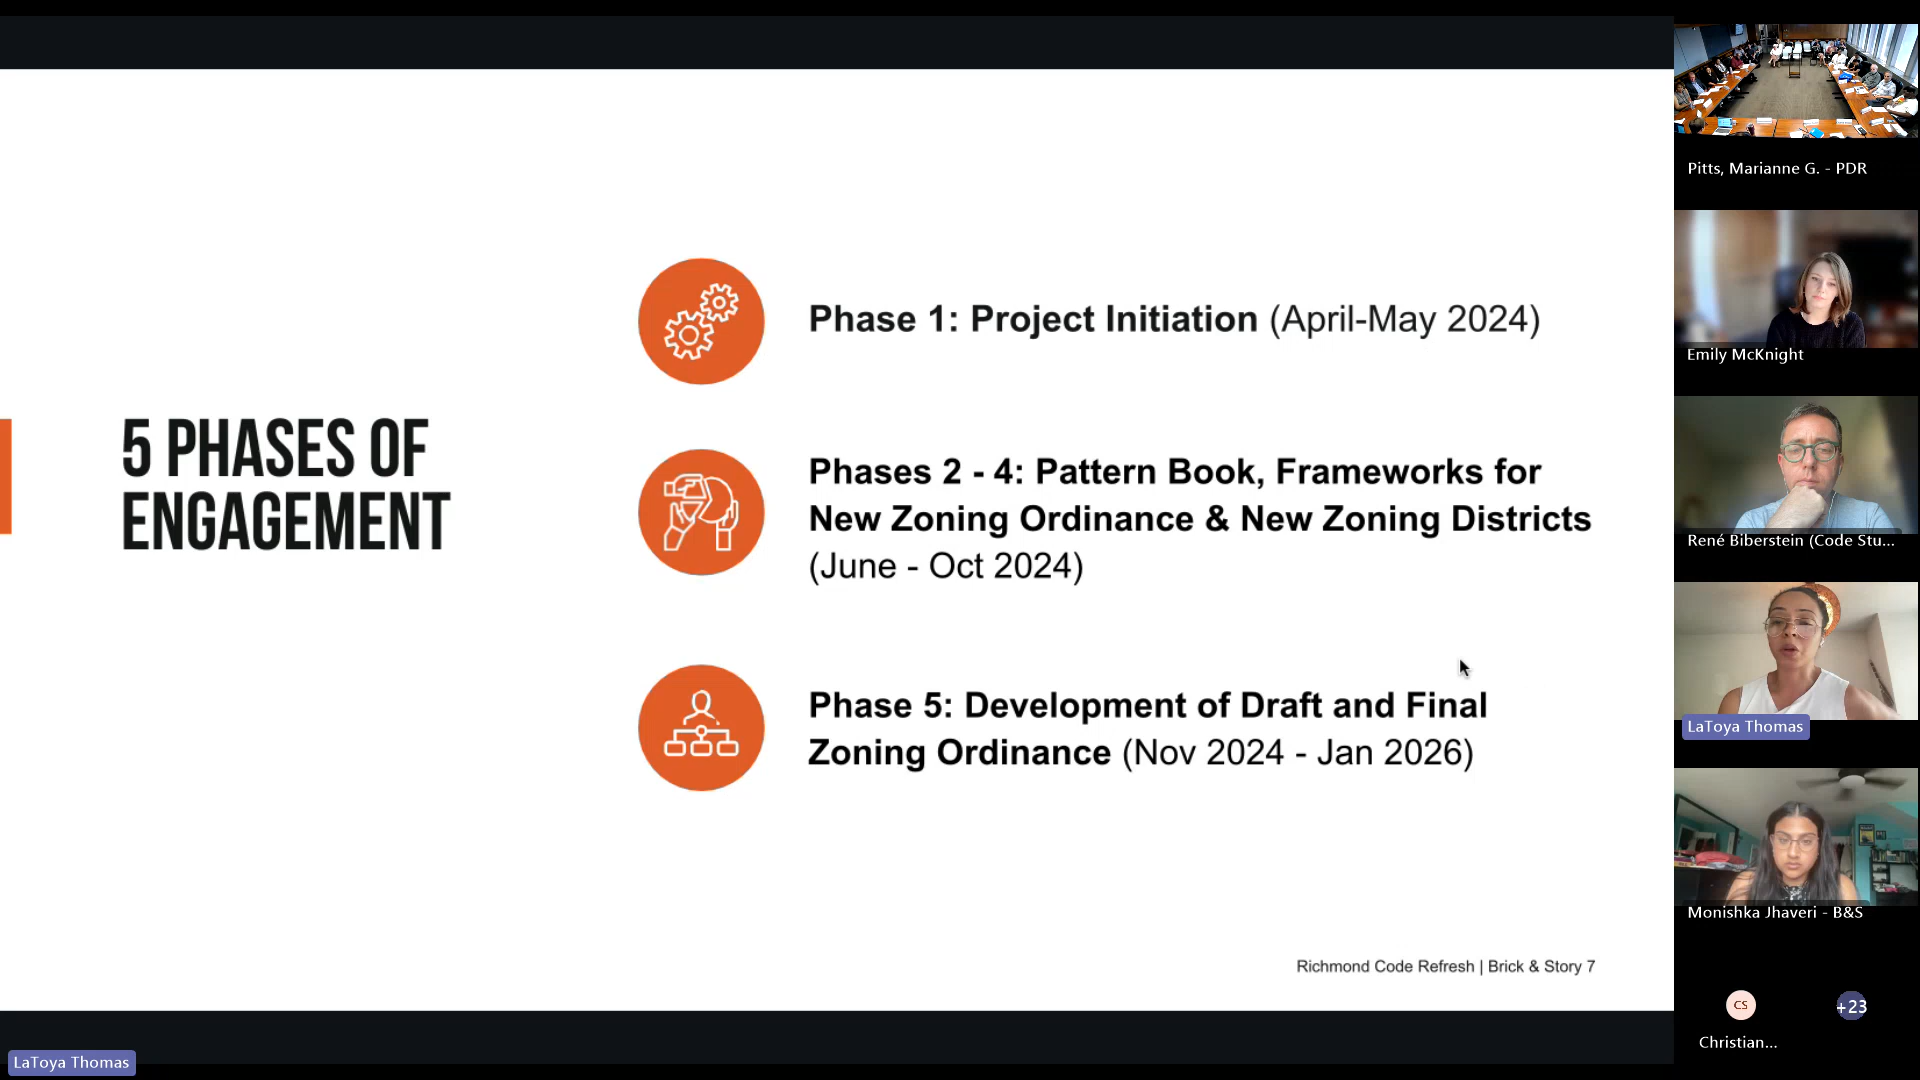 5 PHASES OF
ENGAGEMENT
Phase 1: Project Initiation (April-May 2024)
Phases 2 - 4: Pattern Book, Frameworks for
New Zoning Ordinance & New Zoning Districts
(June - Oct 2024)
Phase 5: Development of Draft and Final
Zoning Ordinance (Nov 2024 - Jan 2026)
Richmond Code Refresh | Brick & Story 7
LaToya Thomas
Pitts, Marianne G. - PDR
Emily McKnight
René Biberstein (Code Stu...
LaToya Thomas
Monishka Jhaveri - B&S
CS
+23
Christian...